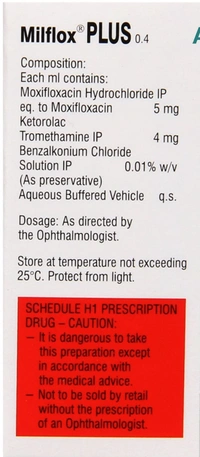 Milflox® PLUS 0.4
Composition:
Each ml contains:
Moxifloxacin Hydrochloride IP
eq. to Moxifloxacin 5 mg
Ketorolac
Tromethamine IP 4 mg
Benzalkonium Chloride
Solution IP 0.01% w/v
(As preservative)
Aqueous Buffered Vehicle q.s.
Dosage: As directed by
the Ophthalmologist.
Store at temperature not exceeding
25°C. Protect from light.
SCHEDULE H1 PRESCRIPTION
DRUG – CAUTION:
– It is dangerous to take
this preparation except
in accordance with
the medical advice.
– Not to be sold by retail
without the prescription
of an Ophthalmologist.